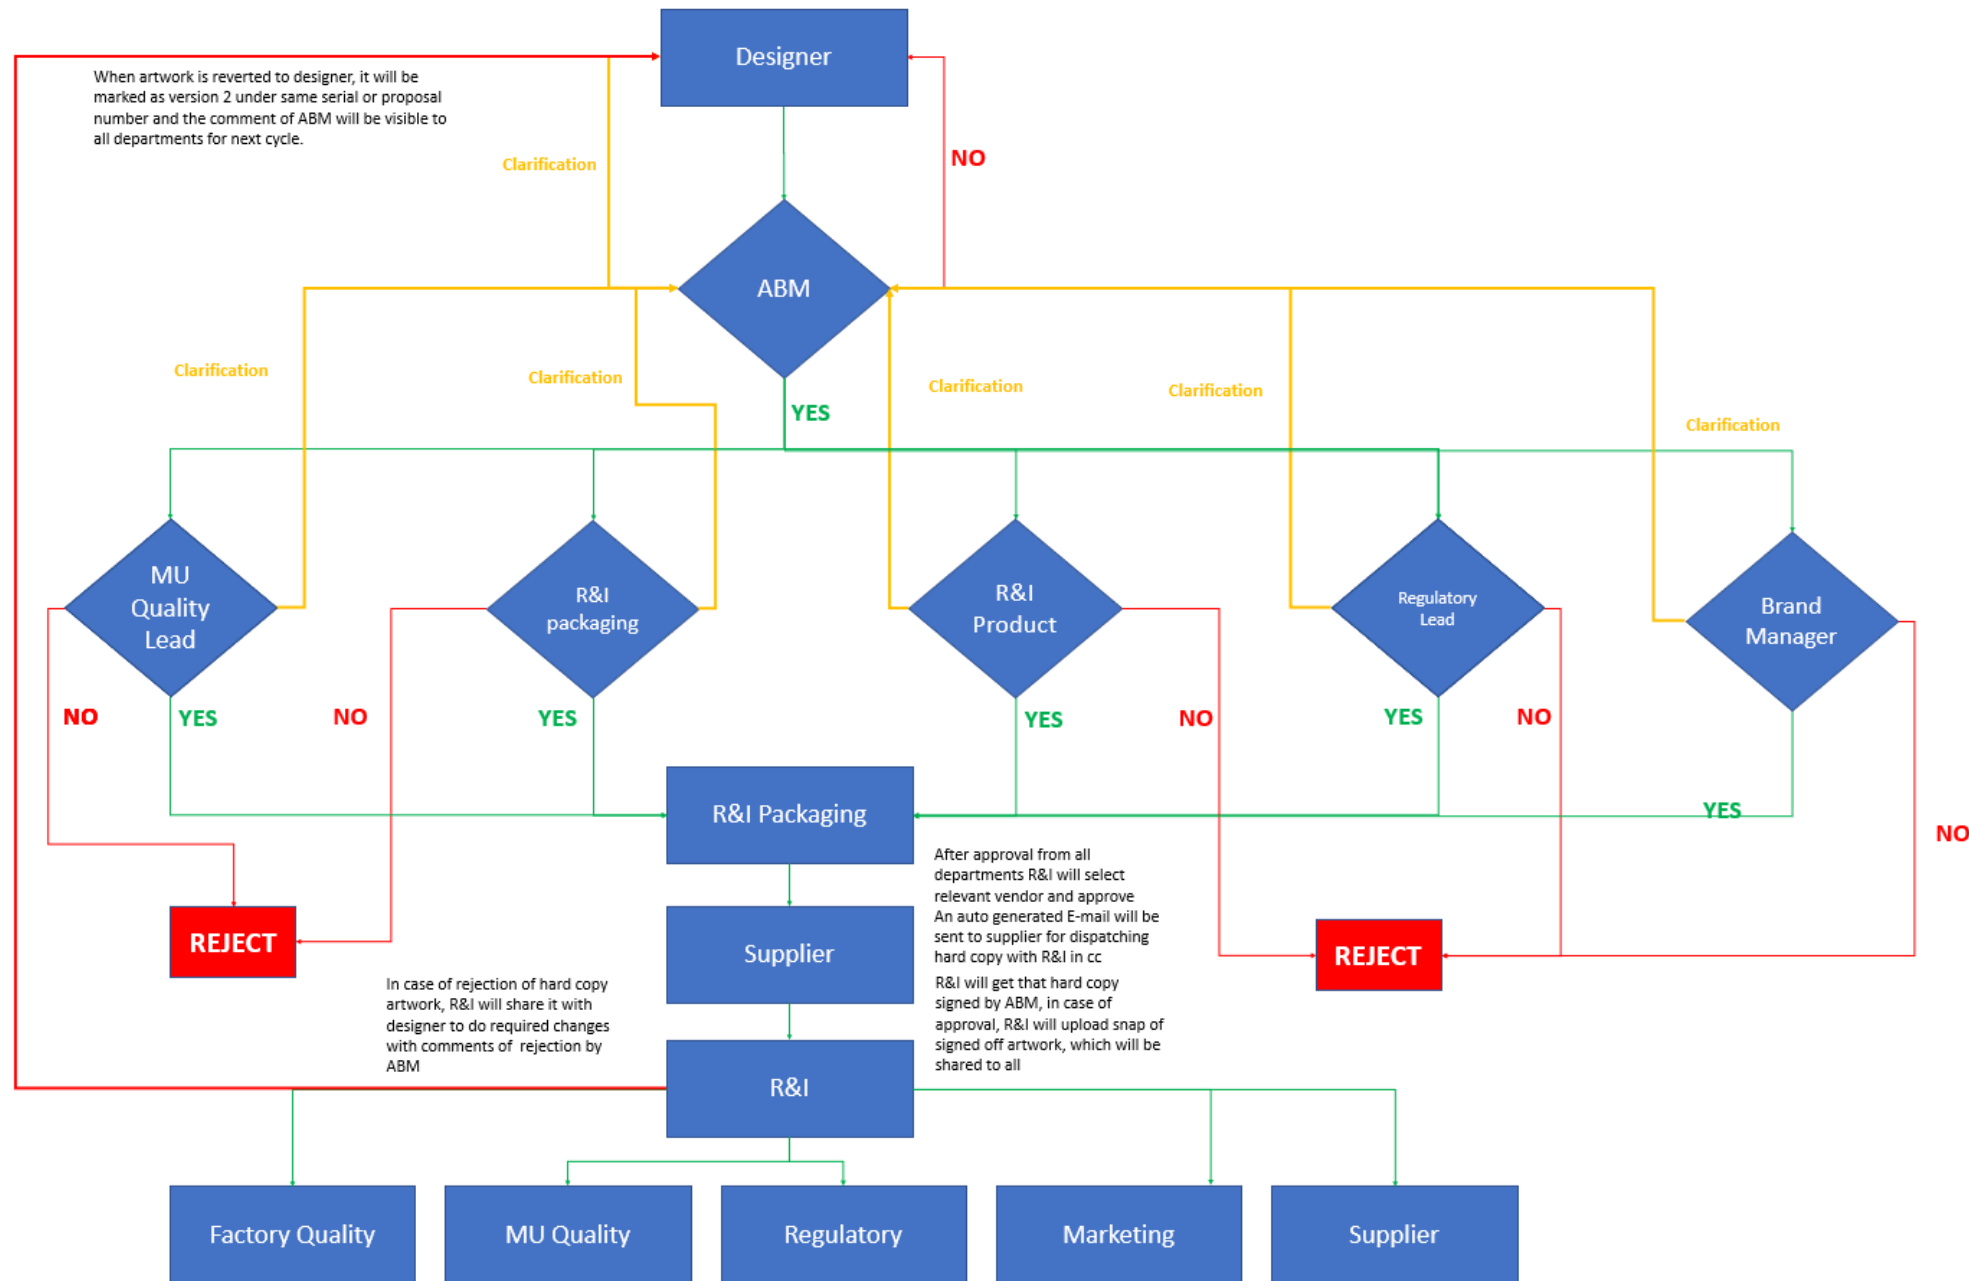 Designer
When artwork is reverted to designer, it will be
marked as version 2 under same serial or proposal
number and the comment of ABM will be visible to
all departments for next cycle.
Clarification
NO
ABM
Clarification
Clarification
Clarification
Clarification
Clarification
YES
MU
Quality
Lead
R&I
packaging
R&I
Product
Regulatory
Lead
Brand
Manager
NO
YES
NO
YES
YES
NO
YES
NO
YES
NO
R&I Packaging
After approval from all
departments R&I will select
relevant vendor and approve
An auto generated E-mail will be
sent to supplier for dispatching
hard copy with R&I in cc
REJECT
Supplier
REJECT
In case of rejection of hard copy
artwork, R&I will share it with
designer to do required changes
with comments of rejection by
ABM
R&I will get that hard copy
signed by ABM, in case of
approval, R&I will upload snap of
signed off artwork, which will be
shared to all
R&I
Factory Quality
MU Quality
Regulatory
Marketing
Supplier